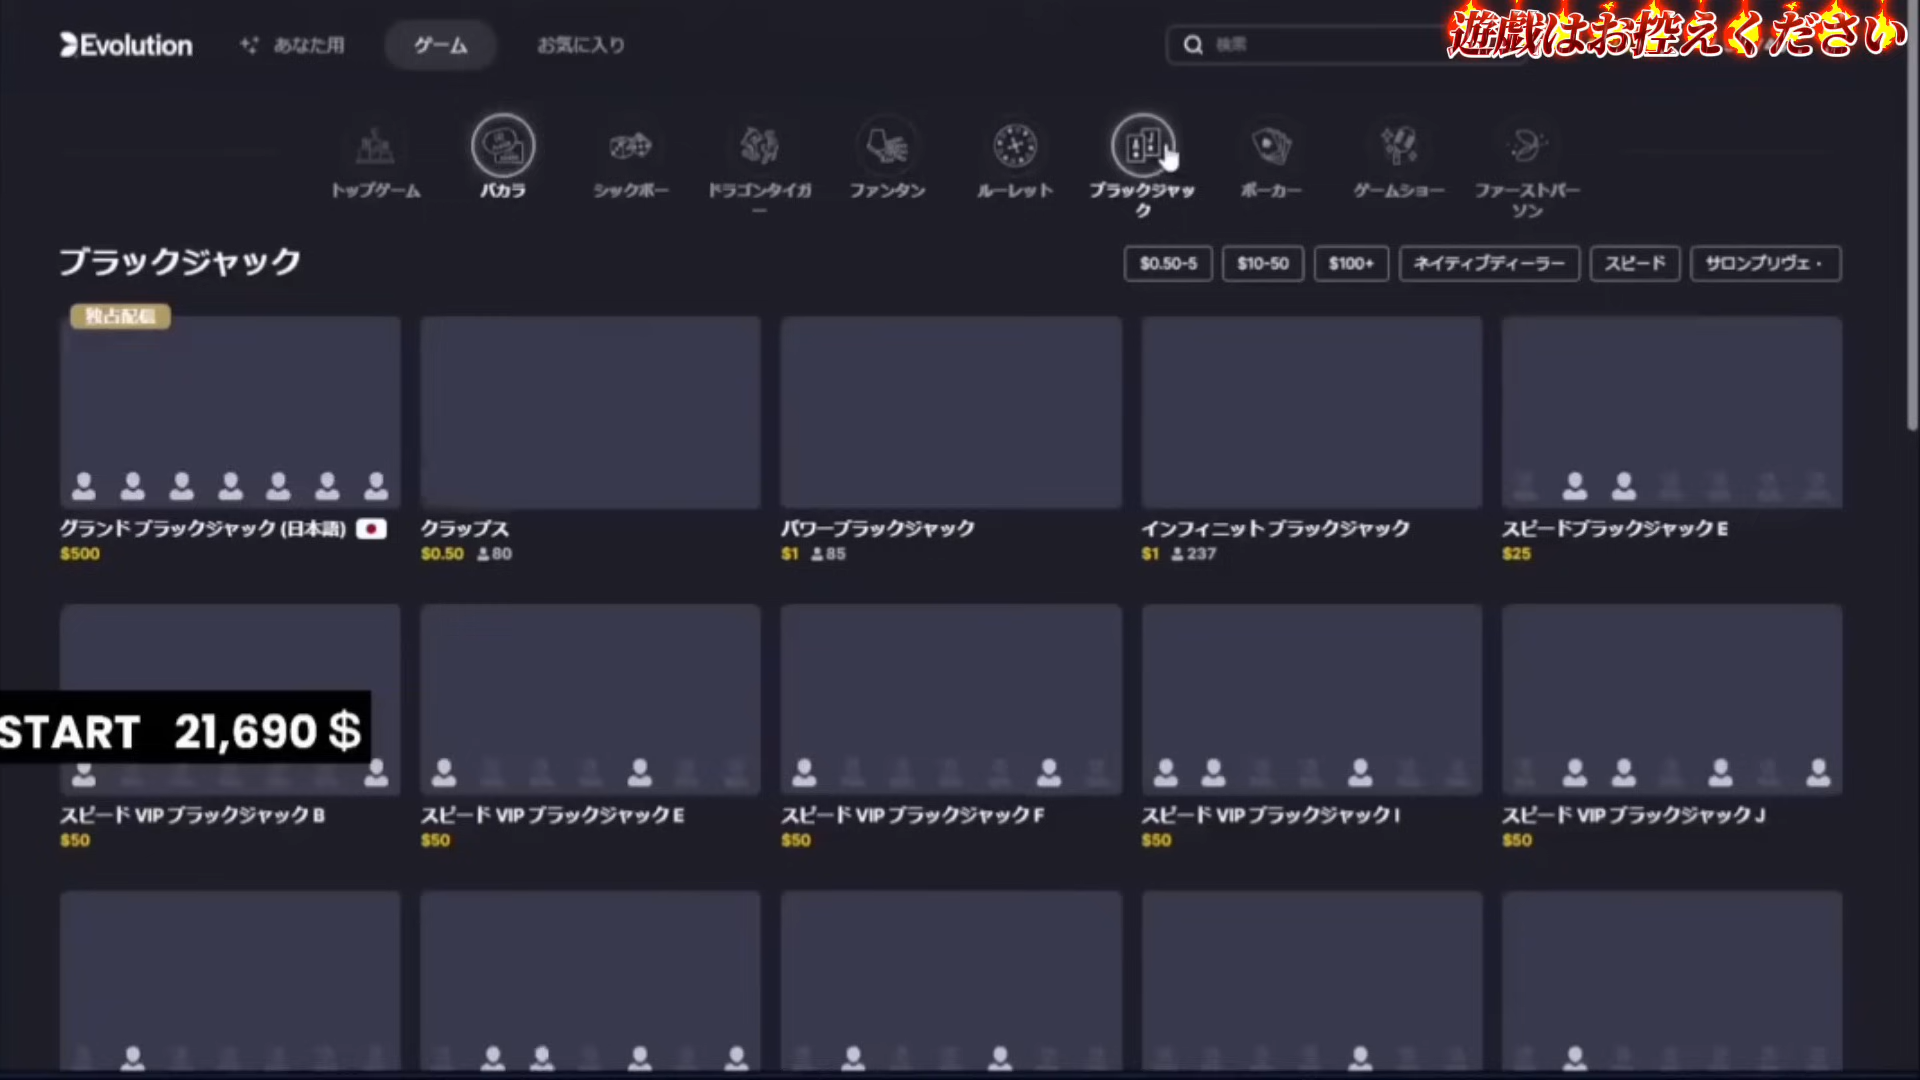 Evolution
あなた用
ゲーム
お気に入り
検索
遊戯はお控えください
トップゲーム
バカラ
シックボー
ドラゴンタイガ
ー
ファンタン
ルーレット
ブラックジャッ
ク
ポーカー
ゲームショー
ファーストパー
ソン
ブラックジャック
$0.50-5
$10-50
$100+
ネイティブディーラー
スピード
サロンプリヴェ・
独占配信
グランド ブラックジャック (日本語)
$500
クラップス
$0.50 80
パワーブラックジャック
$1 85
インフィニット ブラックジャック
$1 237
スピードブラックジャック E
$25
START 21,690 $
スピード VIP ブラックジャック B
$50
スピード VIP ブラックジャック E
$50
スピード VIP ブラックジャック F
$50
スピード VIP ブラックジャック I
$50
スピード VIP ブラックジャック J
$50